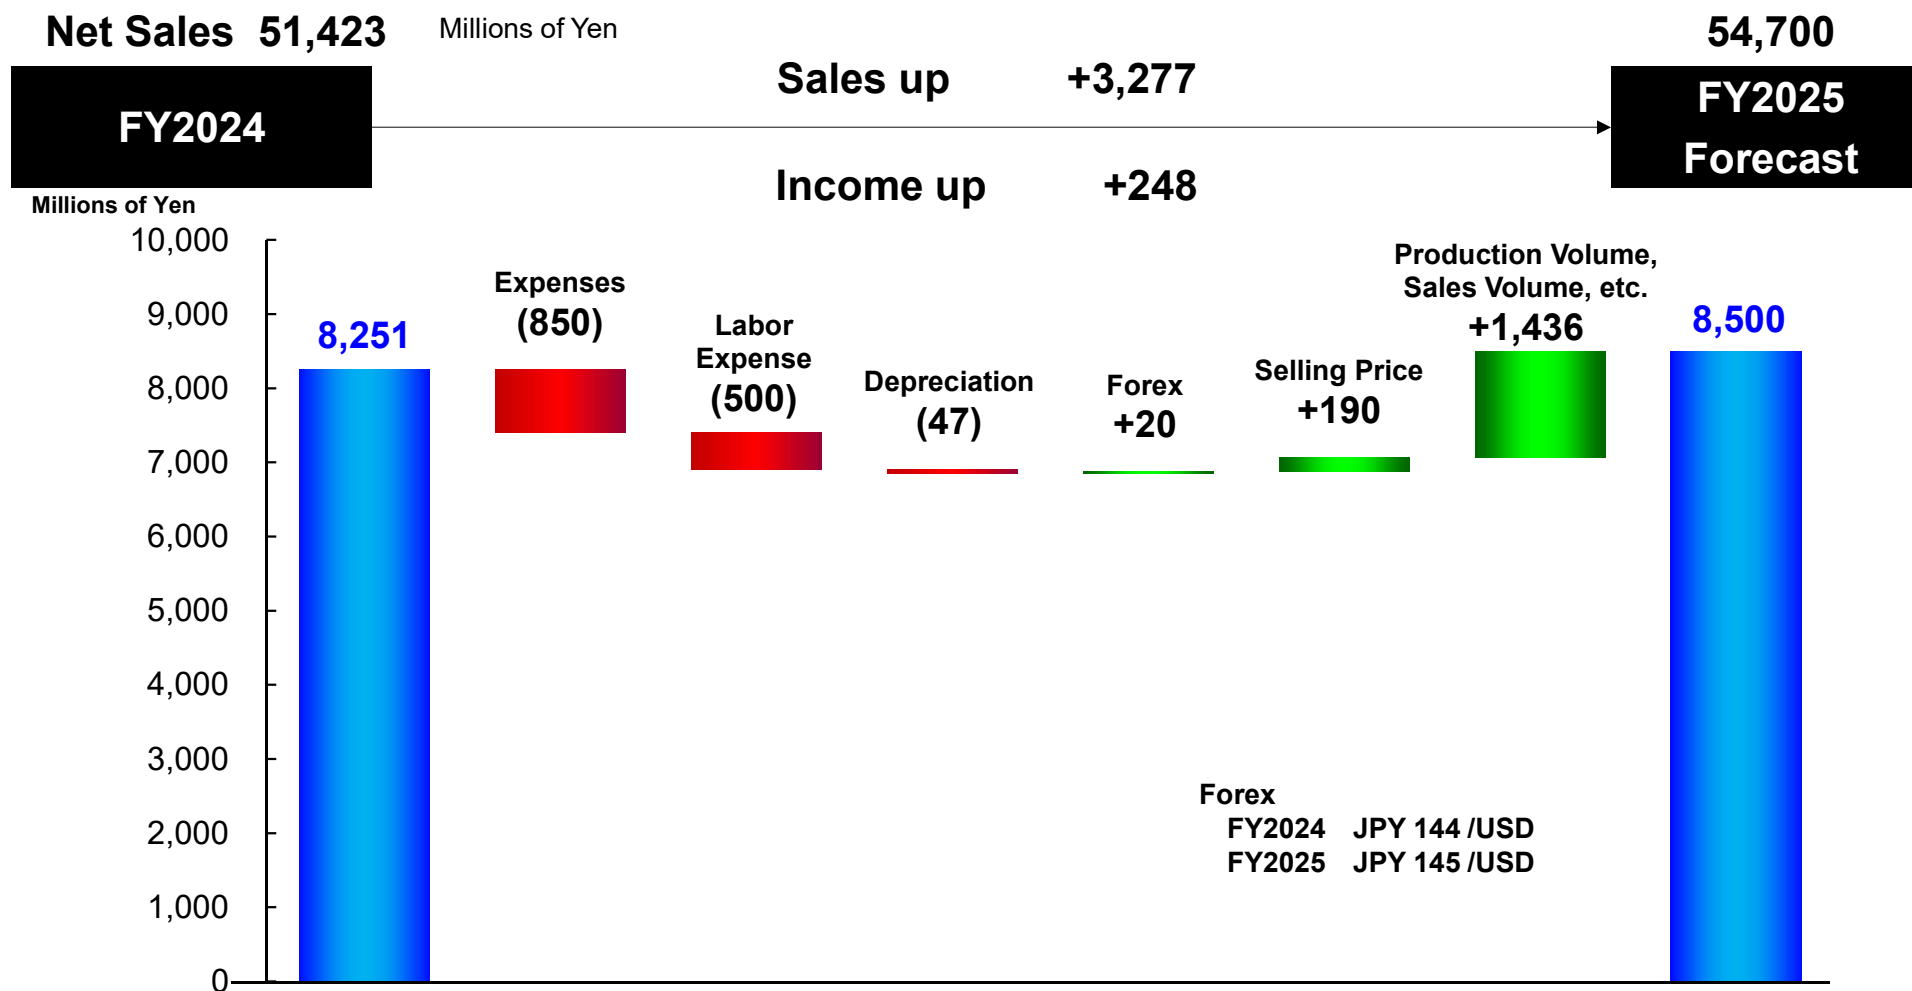 Net Sales 51,423 Millions of Yen
54,700
FY2024
Sales up +3,277
Income up +248
FY2025
Forecast
Millions of Yen
10,000
9,000
8,000
7,000
6,000
5,000
4,000
3,000
2,000
1,000
0
8,251
Expenses
(850)
Labor
Expense
(500)
Depreciation
(47)
Forex
+20
Selling Price
+190
Production Volume,
Sales Volume, etc.
+1,436
8,500
Forex
FY2024 JPY 144 /USD
FY2025 JPY 145 /USD